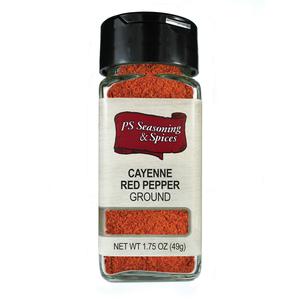 PS Seasoning
& Spices
CAYENNE
RED PEPPER
GROUND
NET WT 1.75 OZ (49g)